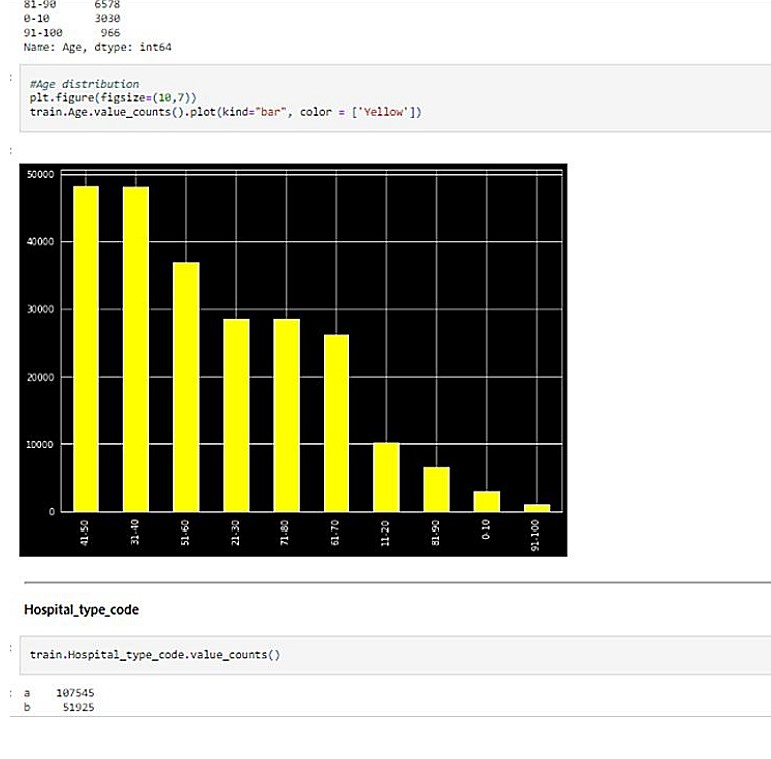 81-90 6578
0-10 3030
91-100 966
Name: Age, dtype: int64
:
#Age distribution
plt.figure(figsize=(10,7))
train.Age.value_counts().plot(kind="bar", color = ['Yellow'])
:
50000
40000
30000
20000
10000
0
41-50 31-40 51-60 21-30 71-80 61-70 11-20 81-90 0-10 91-100
Hospital_type_code
:
train.Hospital_type_code.value_counts()
: a 107545
b 51925